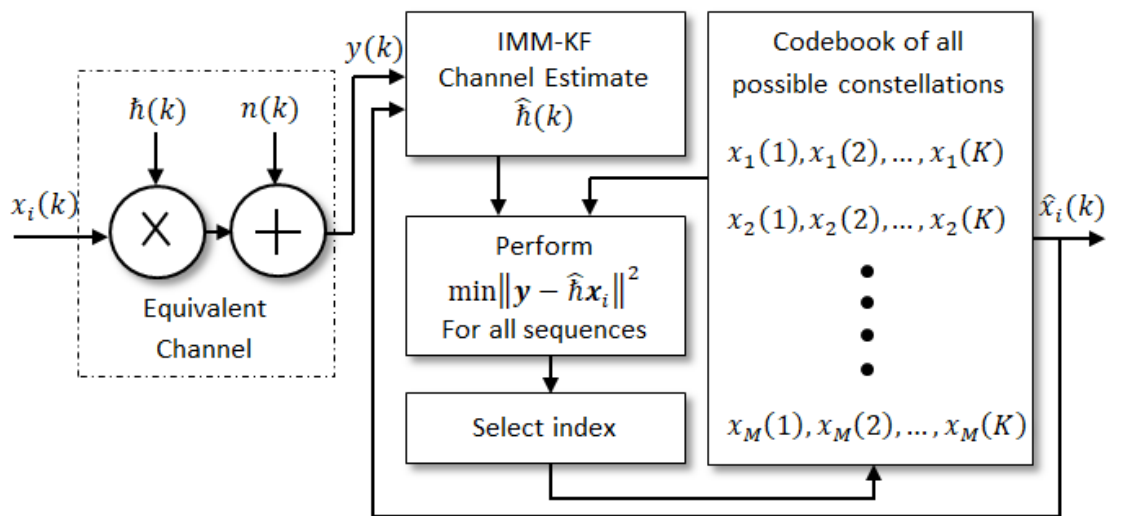 y(k)
ħ(k)
n(k)
x_i(k)
×
+
Equivalent
Channel
IMM-KF
Channel Estimate
ħ̂(k)
Perform
min‖𝒚 − ħ̂𝒙_i‖²
For all sequences
Select index
Codebook of all
possible constellations
x_1(1), x_1(2), …, x_1(K)
x_2(1), x_2(2), …, x_2(K)
x_M(1), x_M(2), …, x_M(K)
x̂_i(k)